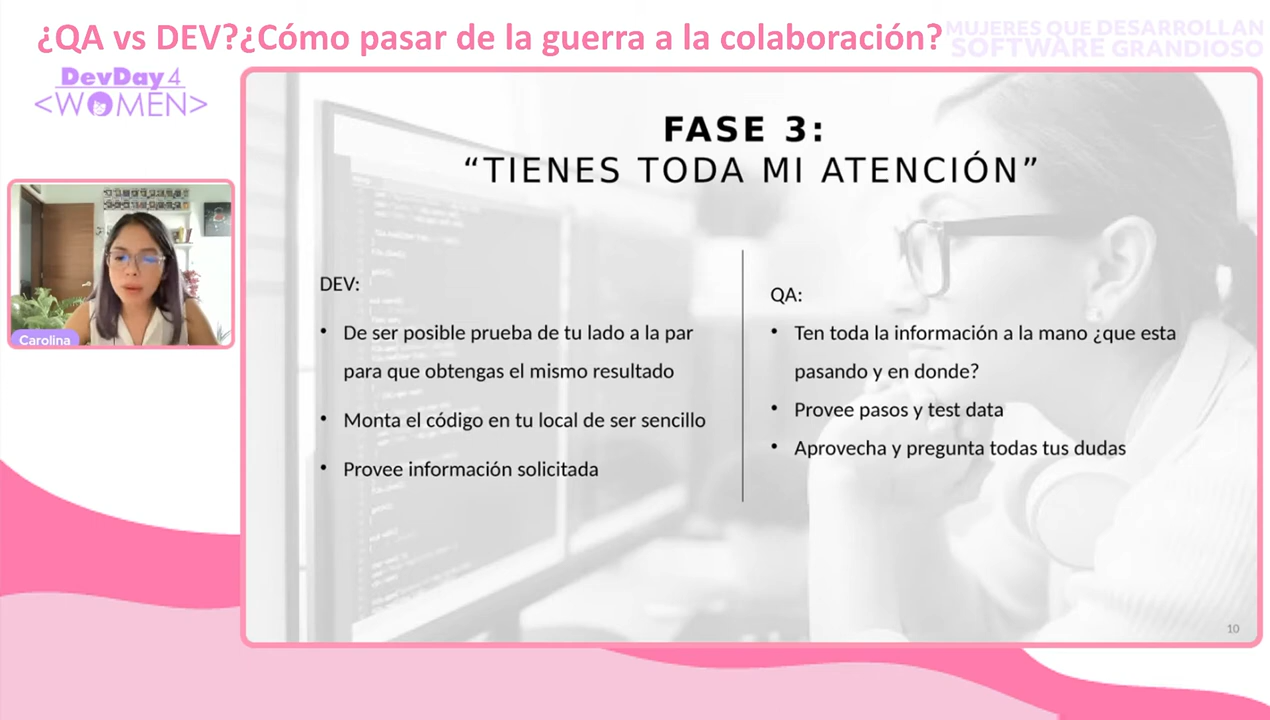 ¿QA vs DEV?¿Cómo pasar de la guerra a la colaboración?
MUJERES QUE DESARROLLAN
SOFTWARE GRANDIOSO
DevDay 4
<WOMEN>
Carolina
FASE 3:
“TIENES TODA MI ATENCIÓN”
DEV:
• De ser posible prueba de tu lado a la par
para que obtengas el mismo resultado
• Monta el código en tu local de ser sencillo
• Provee información solicitada
QA:
• Ten toda la información a la mano ¿que esta
pasando y en donde?
• Provee pasos y test data
• Aprovecha y pregunta todas tus dudas
10